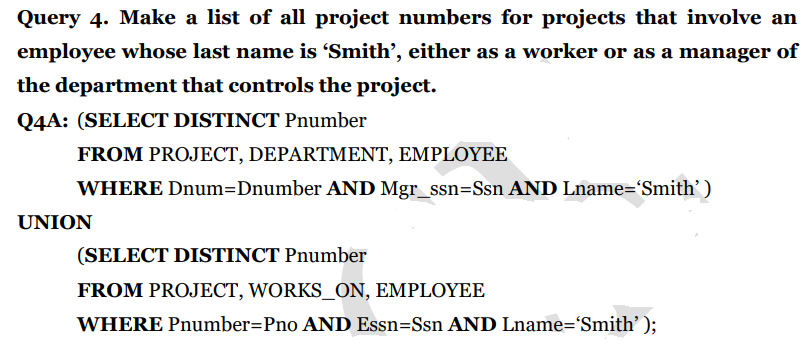 Query 4. Make a list of all project numbers for projects that involve an
employee whose last name is ‘Smith’, either as a worker or as a manager of
the department that controls the project.
Q4A: (SELECT DISTINCT Pnumber
FROM PROJECT, DEPARTMENT, EMPLOYEE
WHERE Dnum=Dnumber AND Mgr_ssn=Ssn AND Lname=‘Smith’ )
UNION
(SELECT DISTINCT Pnumber
FROM PROJECT, WORKS_ON, EMPLOYEE
WHERE Pnumber=Pno AND Essn=Ssn AND Lname=‘Smith’ );